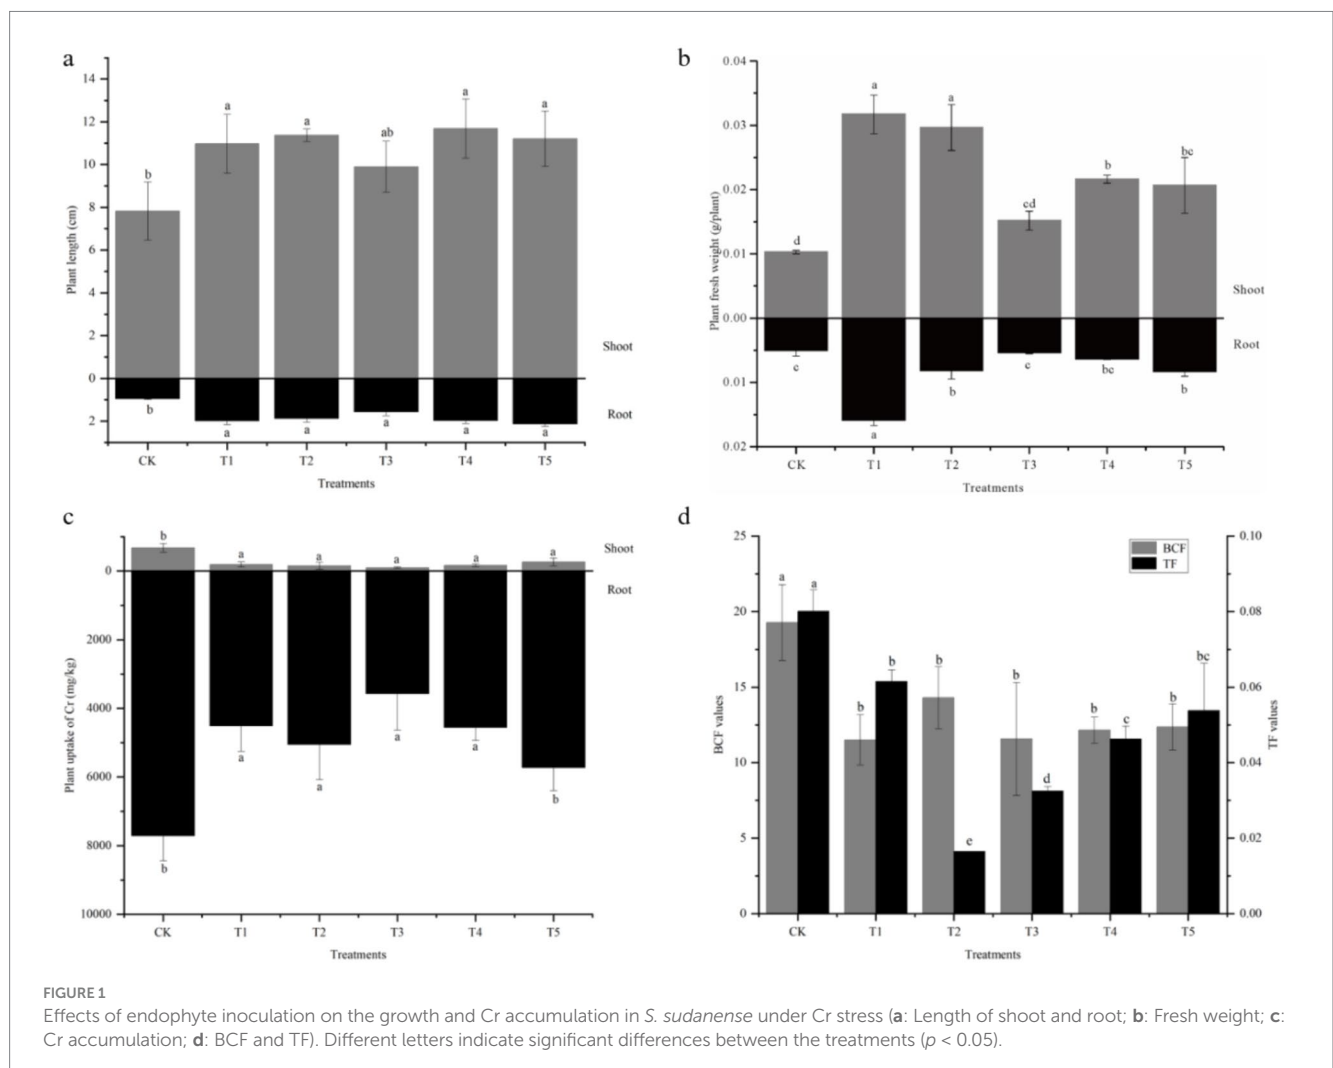 a
14
12
10
8
6
4
2
0
2
Plant length (cm)
b
a
a
ab
a
a
Shoot
Root
b
a
a
a
a
a
CK T1 T2 T3 T4 T5
Treatments
b
0.04
0.03
0.02
0.01
0.00
0.01
0.02
Plant fresh weight (g/plant)
d
a
a
cd
b
bc
Shoot
Root
c
a
b
c
bc
b
CK T1 T2 T3 T4 T5
Treatments
c
0
2000
4000
6000
8000
10000
Plant uptake of Cr (mg/kg)
b
a
a
a
a
a
Shoot
Root
b
a
a
a
a
b
CK T1 T2 T3 T4 T5
Treatments
d
25
20
15
10
5
0
BCF values
BCF
TF
a a
b b
b e
b d
b c
b bc
0.10
0.08
0.06
0.04
0.02
0.00
TF values
CK T1 T2 T3 T4 T5
Treatments
FIGURE 1
Effects of endophyte inoculation on the growth and Cr accumulation in S. sudanense under Cr stress (a: Length of shoot and root; b: Fresh weight; c:
Cr accumulation; d: BCF and TF). Different letters indicate significant differences between the treatments (p < 0.05).